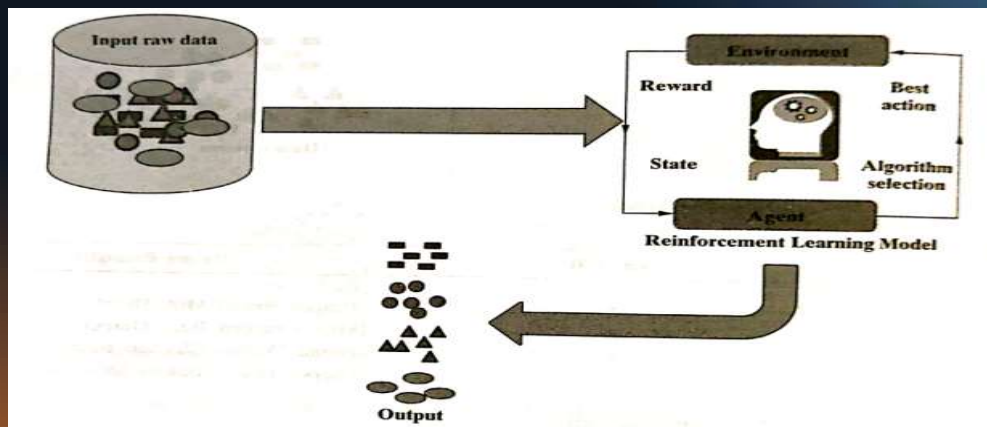 Input raw data
Environment
Reward
Best
action
State
Algorithm
selection
Agent
Reinforcement Learning Model
Output